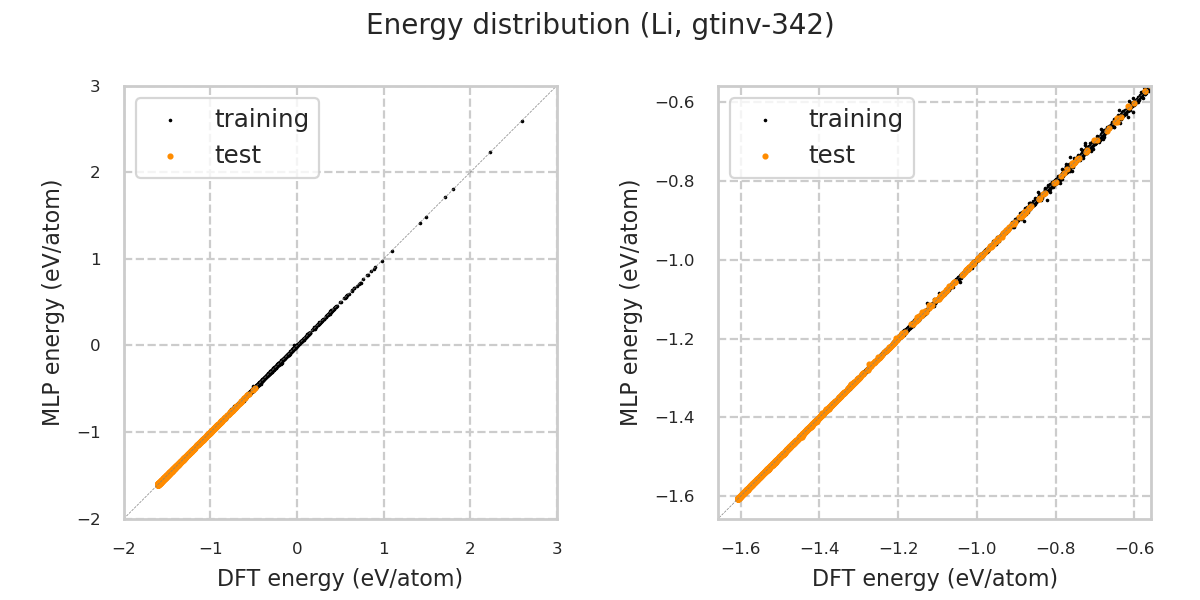 Energy distribution (Li, gtinv-342)
training
test
3
2
1
0
−1
−2
−2
−1
0
1
2
3
MLP energy (eV/atom)
DFT energy (eV/atom)
training
test
−0.6
−0.8
−1.0
−1.2
−1.4
−1.6
−1.6
−1.4
−1.2
−1.0
−0.8
−0.6
MLP energy (eV/atom)
DFT energy (eV/atom)